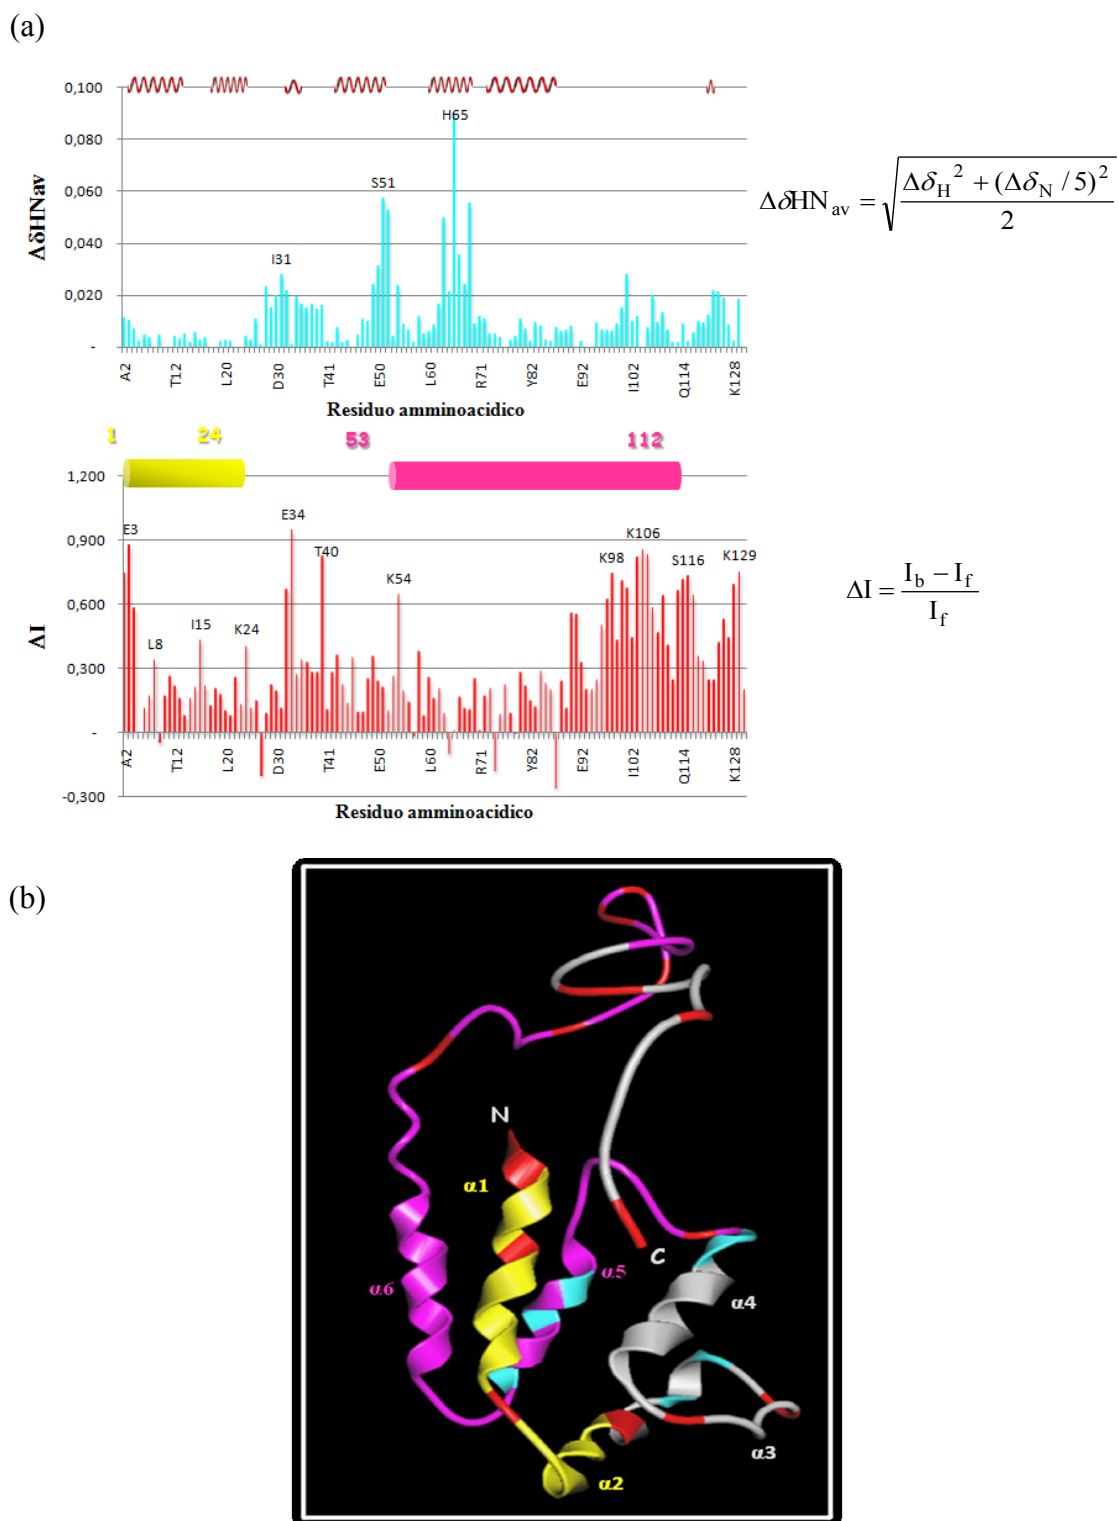 (a)
0,100
0,080
0,060
0,040
0,020
-
ΔδHNav
H65
S51
I31
A2 T12 L20 D30 T41 E50 L60 R71 Y82 E92 I102 Q114 K128
Residuo amminoacidico
ΔδHN_av = √((Δδ_H² + (Δδ_N /5)²)/2)
1 24 53 112
1,200
0,900
0,600
0,300
-
-0,300
ΔI
E3 L8 I15 K24 E34 T40 K54 K98 K106 S116 K129
A2 T12 L20 D30 T41 E50 L60 R71 Y82 E92 I102 Q114 K128
Residuo amminoacidico
ΔI = (I_b − I_f)/I_f
(b)
N
α1
C
α5
α6
α4
α3
α2